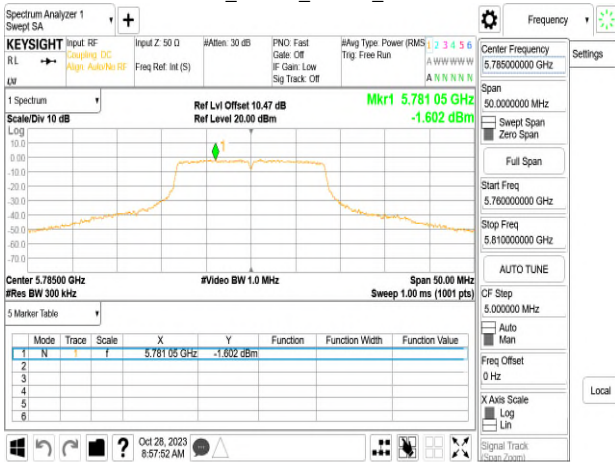 Spectrum Analyzer 1
Swept SA
+
Frequency
KEYSIGHT
RL
Input: RF
Coupling: DC
Align: Auto/No RF
Input Z: 50 Ω
Freq Ref: Int (S)
#Atten: 30 dB
PNO: Fast
Gate: Off
IF Gain: Low
Sig Track: Off
#Avg Type: Power (RMS)
Trig: Free Run
1 2 3 4 5 6
A W W W W W
A N N N N N
Center Frequency
5.785000000 GHz
Settings
1 Spectrum
Scale/Div 10 dB
Ref Lvl Offset 10.47 dB
Ref Level 20.00 dBm
Mkr1 5.781 05 GHz
-1.602 dBm
Span
50.0000000 MHz
Swept Span
Zero Span
Full Span
Start Freq
5.760000000 GHz
Stop Freq
5.810000000 GHz
AUTO TUNE
CF Step
5.000000 MHz
Auto
Man
Freq Offset
0 Hz
X Axis Scale
Log
Lin
Local
Signal Track
(Span Zoom)
Log
10.0
0.00
-10.0
-20.0
-30.0
-40.0
-50.0
-60.0
-70.0
1
Center 5.78500 GHz
#Res BW 300 kHz
#Video BW 1.0 MHz
Span 50.00 MHz
Sweep 1.00 ms (1001 pts)
5 Marker Table
Mode Trace Scale X Y Function Function Width Function Value
1 N 1 f 5.781 05 GHz -1.602 dBm
2
3
4
5
6
?
Oct 28, 2023
8:57:52 AM